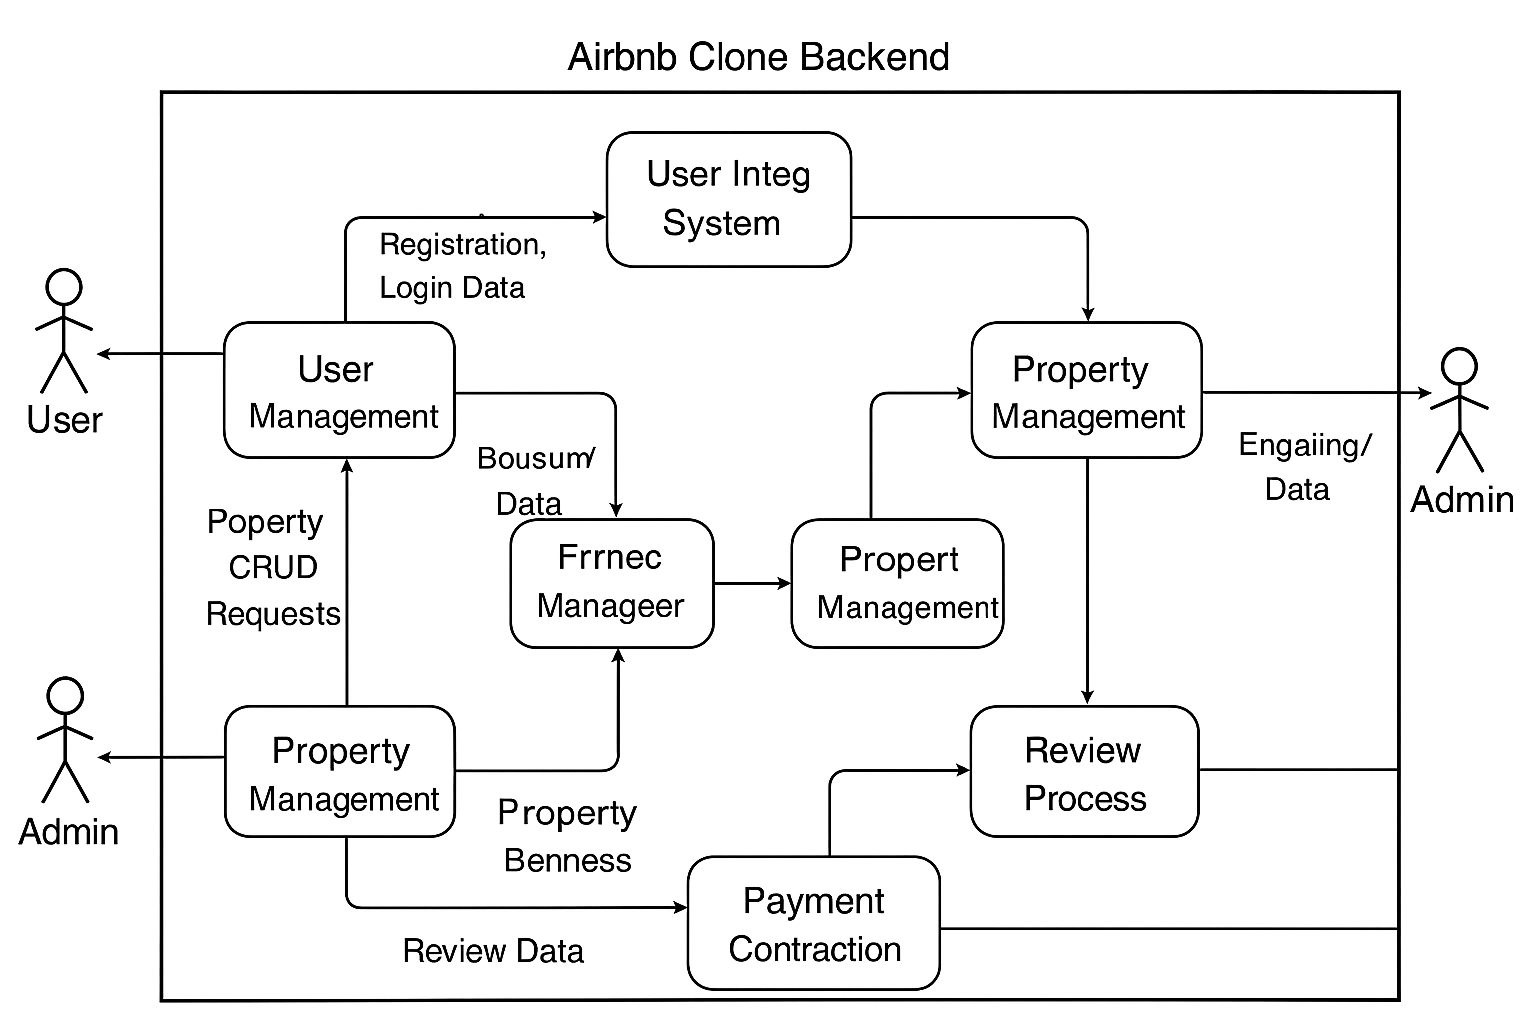 Airbnb Clone Backend
User Integ
System
Registration,
Login Data
User
User
Management
Property
Management
Admin
Engaiing/
Data
Bousum/
Data
Poperty
CRUD
Requests
Frrnec
Manageer
Propert
Management
Admin
Property
Management
Property
Benness
Review
Process
Review Data
Payment
Contraction